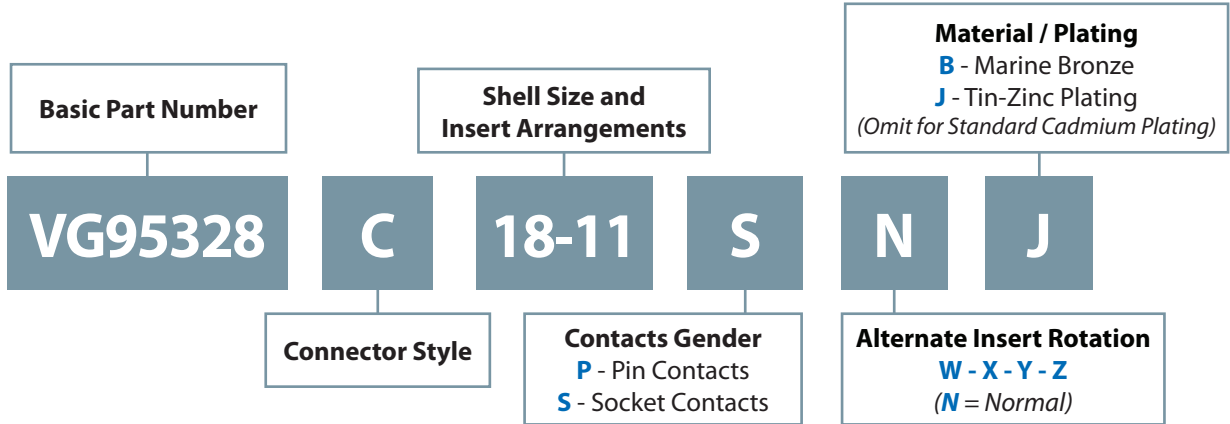 Material / Plating
B - Marine Bronze
J - Tin-Zinc Plating
(Omit for Standard Cadmium Plating)
Basic Part Number
Shell Size and
Insert Arrangements
VG95328 C 18-11 S N J
Connector Style
Contacts Gender
P - Pin Contacts
S - Socket Contacts
Alternate Insert Rotation
W - X - Y - Z
(N = Normal)